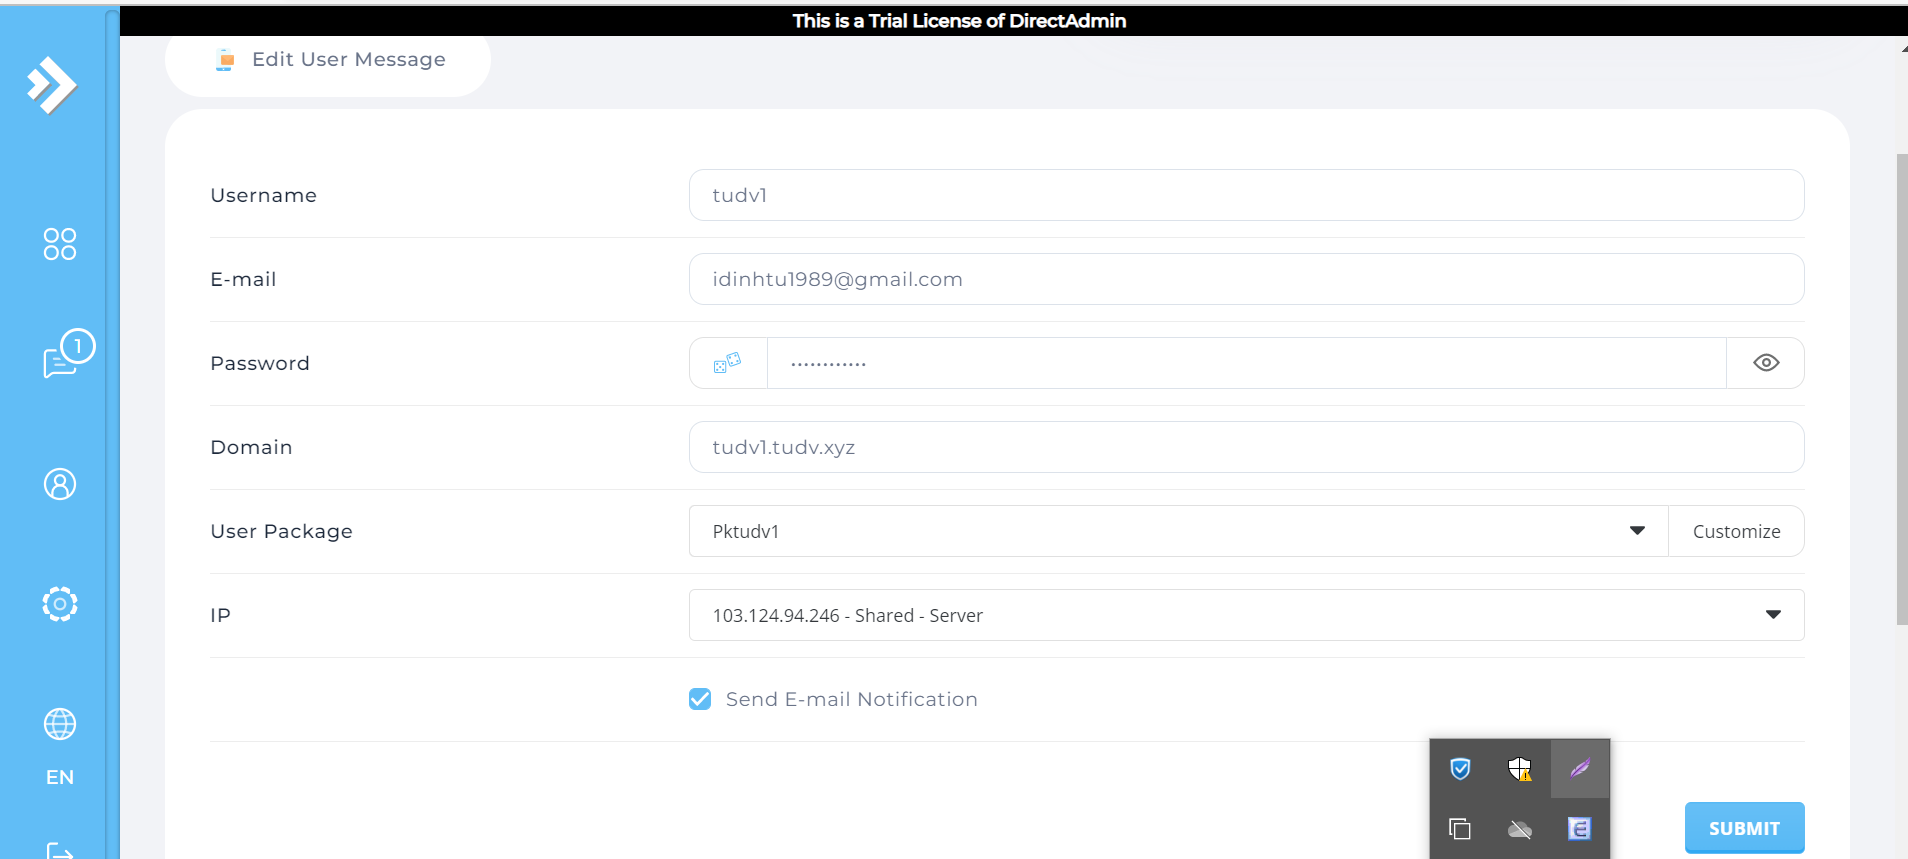 This is a Trial License of DirectAdmin
Edit User Message
Username
tudv1
E-mail
idinhtu1989@gmail.com
Password
............
Domain
tudv1.tudv.xyz
User Package
Pktudv1
Customize
IP
103.124.94.246 - Shared - Server
Send E-mail Notification
SUBMIT
1
EN